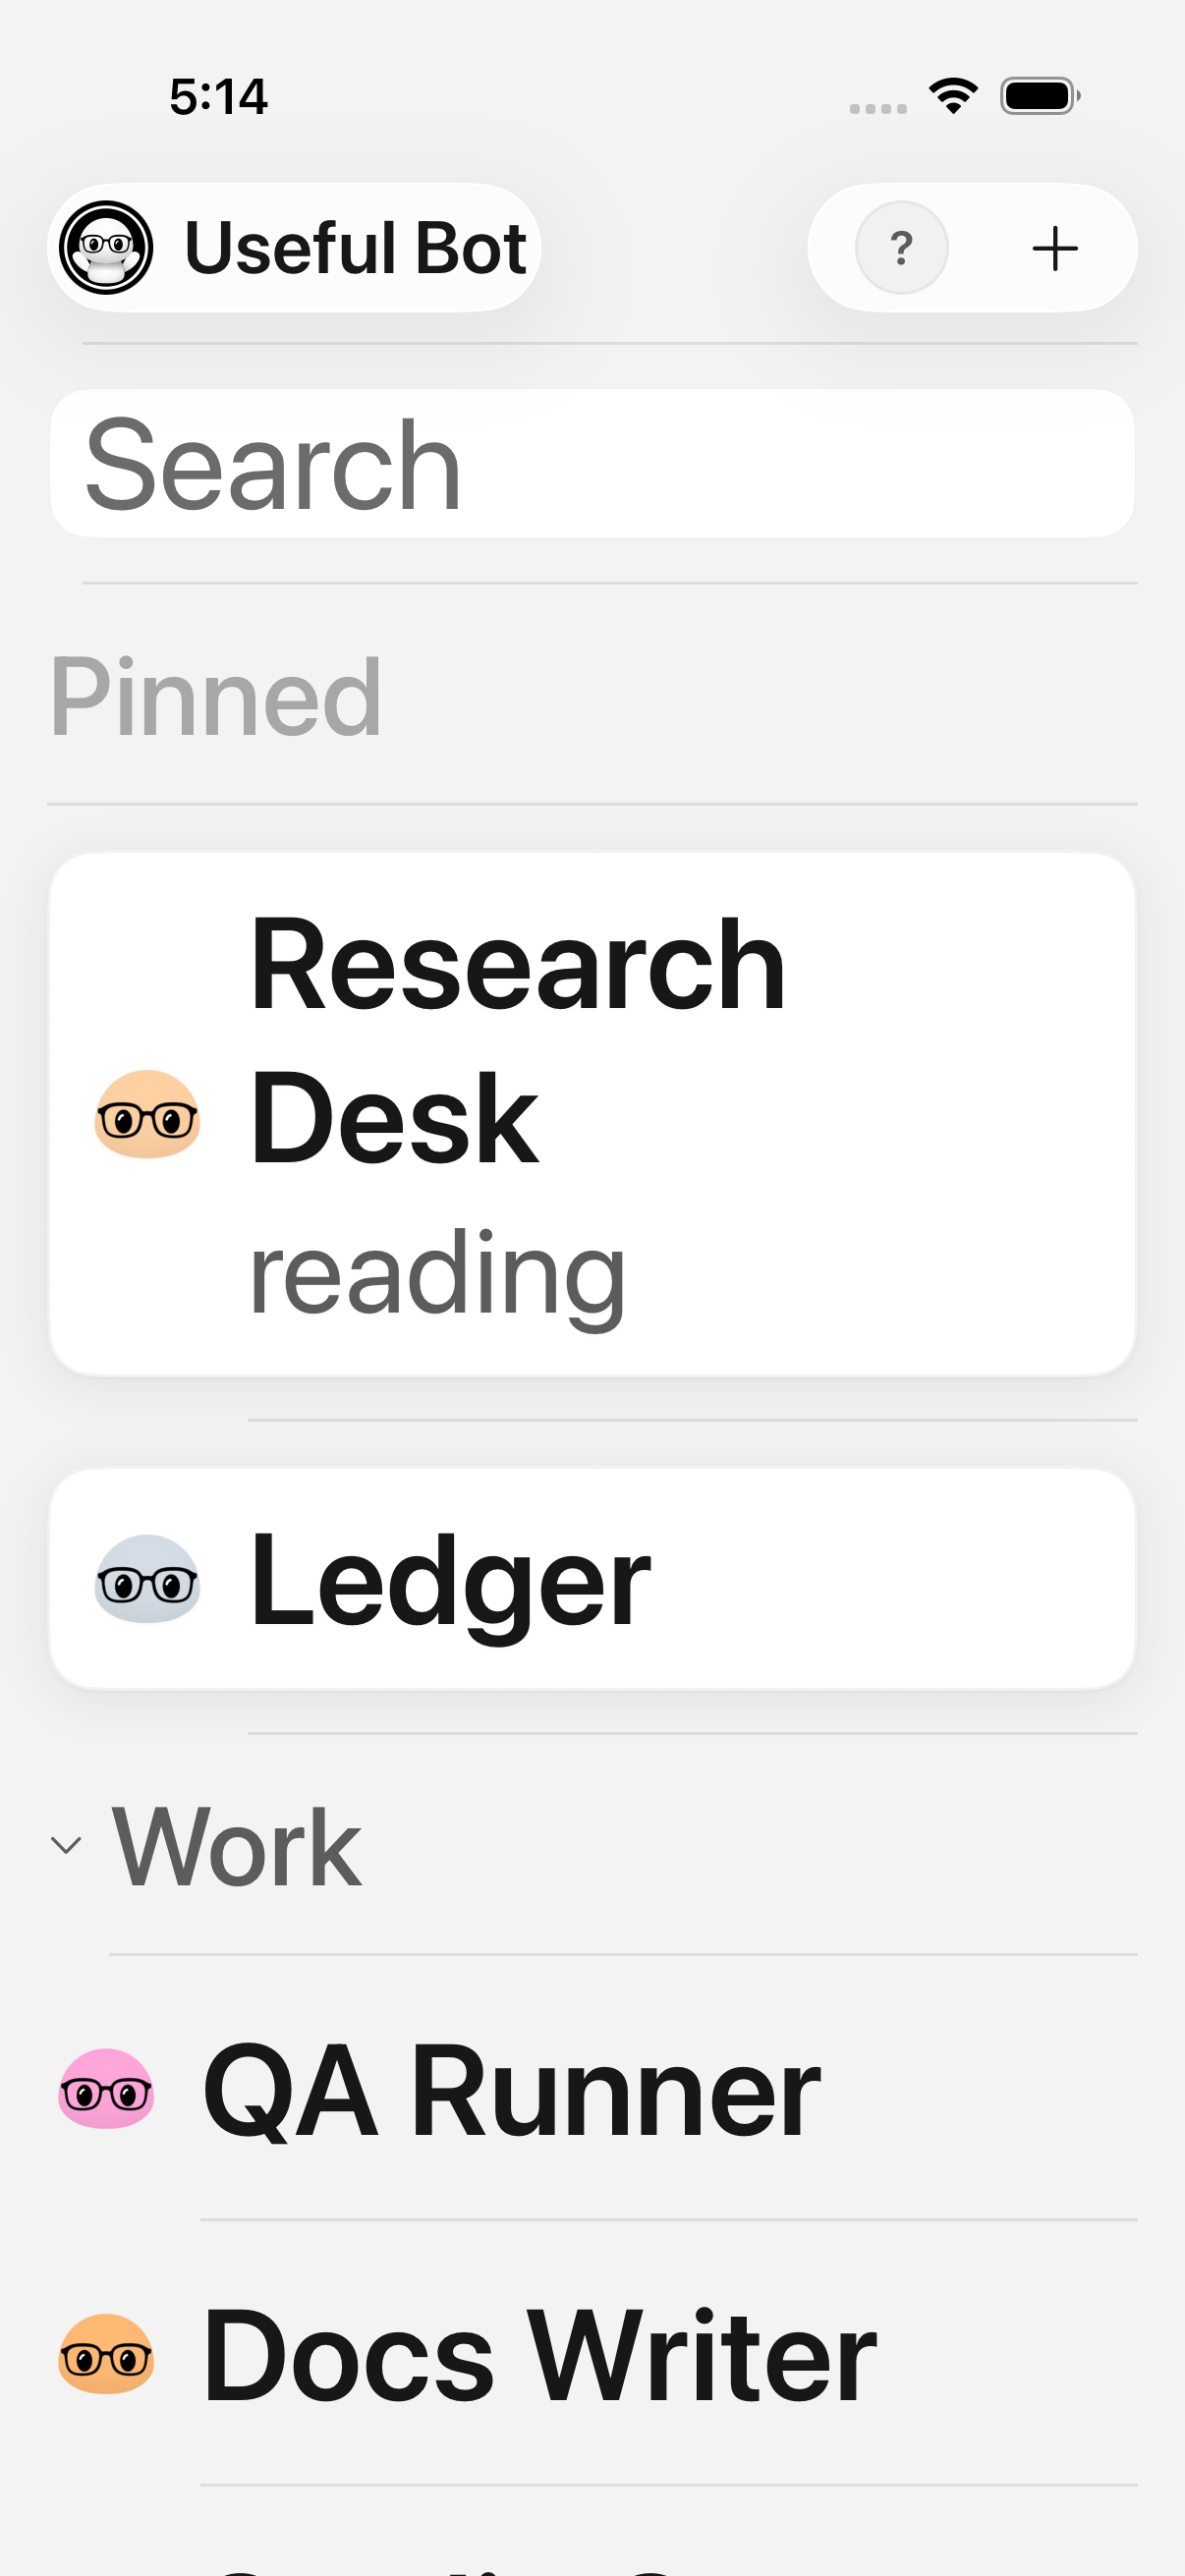 5:14
Useful Bot
?
Search
Pinned
Research
Desk
reading
Ledger
Work
QA Runner
Docs Writer